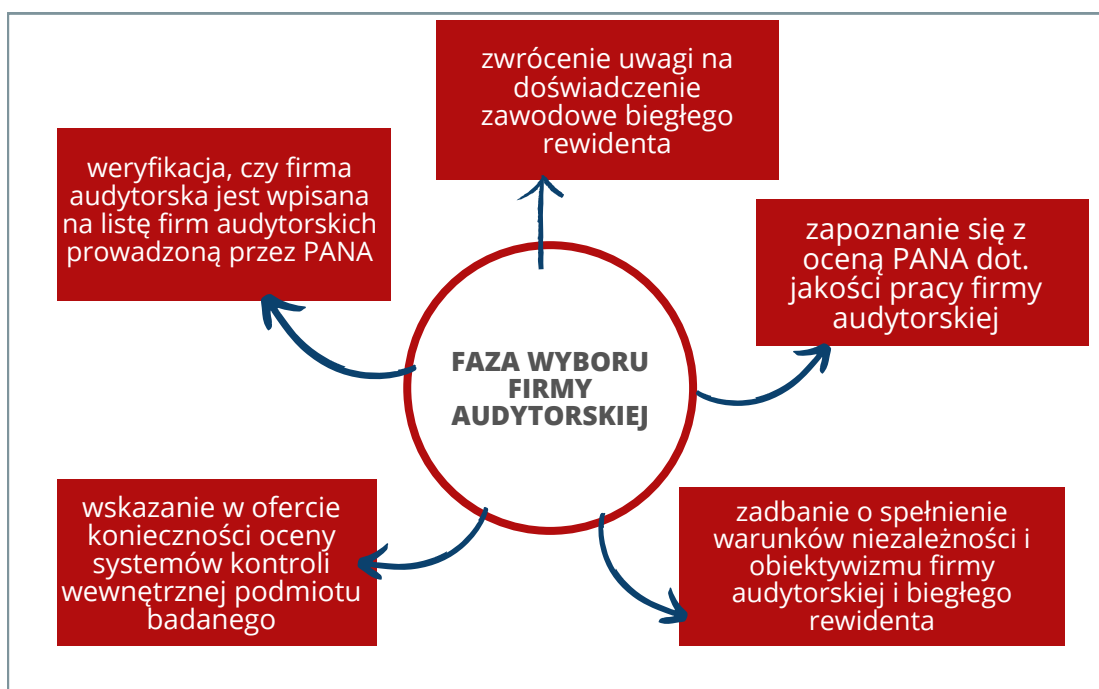 zwrócenie uwagi na
doświadczenie
zawodowe biegłego
rewidenta
weryfikacja, czy firma
audytorska jest wpisana
na listę firm audytorskich
prowadzoną przez PANA
zapoznanie się z
oceną PANA dot.
jakości pracy firmy
audytorskiej
FAZA WYBORU
FIRMY
AUDYTORSKIEJ
wskazanie w ofercie
konieczności oceny
systemów kontroli
wewnętrznej podmiotu
badanego
zadbanie o spełnienie
warunków niezależności i
obiektywizmu firmy
audytorskiej i biegłego
rewidenta